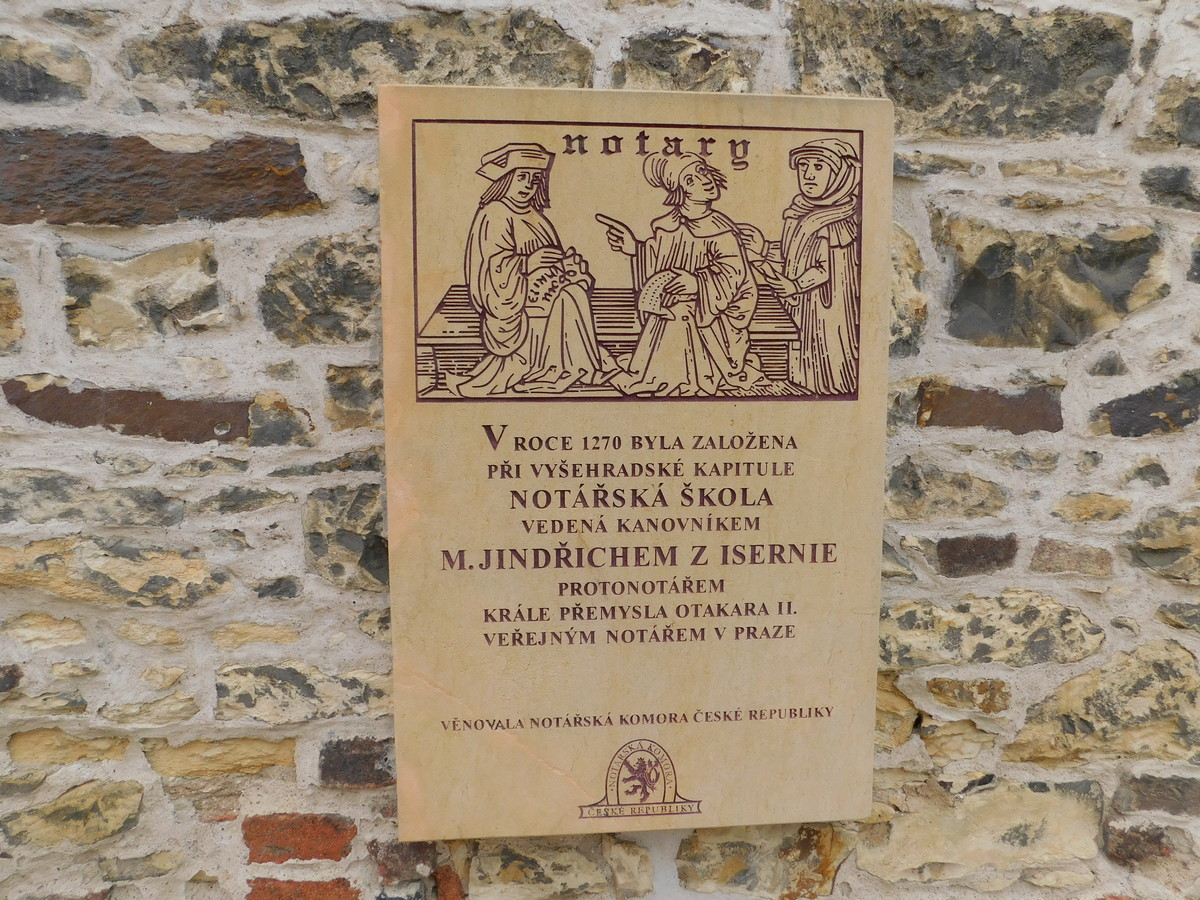 notary
V ROCE 1270 BYLA ZALOŽENA
PŘI VYŠEHRADSKÉ KAPITULE
NOTÁŘSKÁ ŠKOLA
VEDENÁ KANOVNÍKEM
M. JINDŘICHEM Z ISERNIE
PROTONOTÁŘEM
KRÁLE PŘEMYSLA OTAKARA II.
VEŘEJNÝM NOTÁŘEM V PRAZE
VĚNOVALA NOTÁŘSKÁ KOMORA ČESKÉ REPUBLIKY
NOTÁŘSKÁ KOMORA
ČESKÉ REPUBLIKY